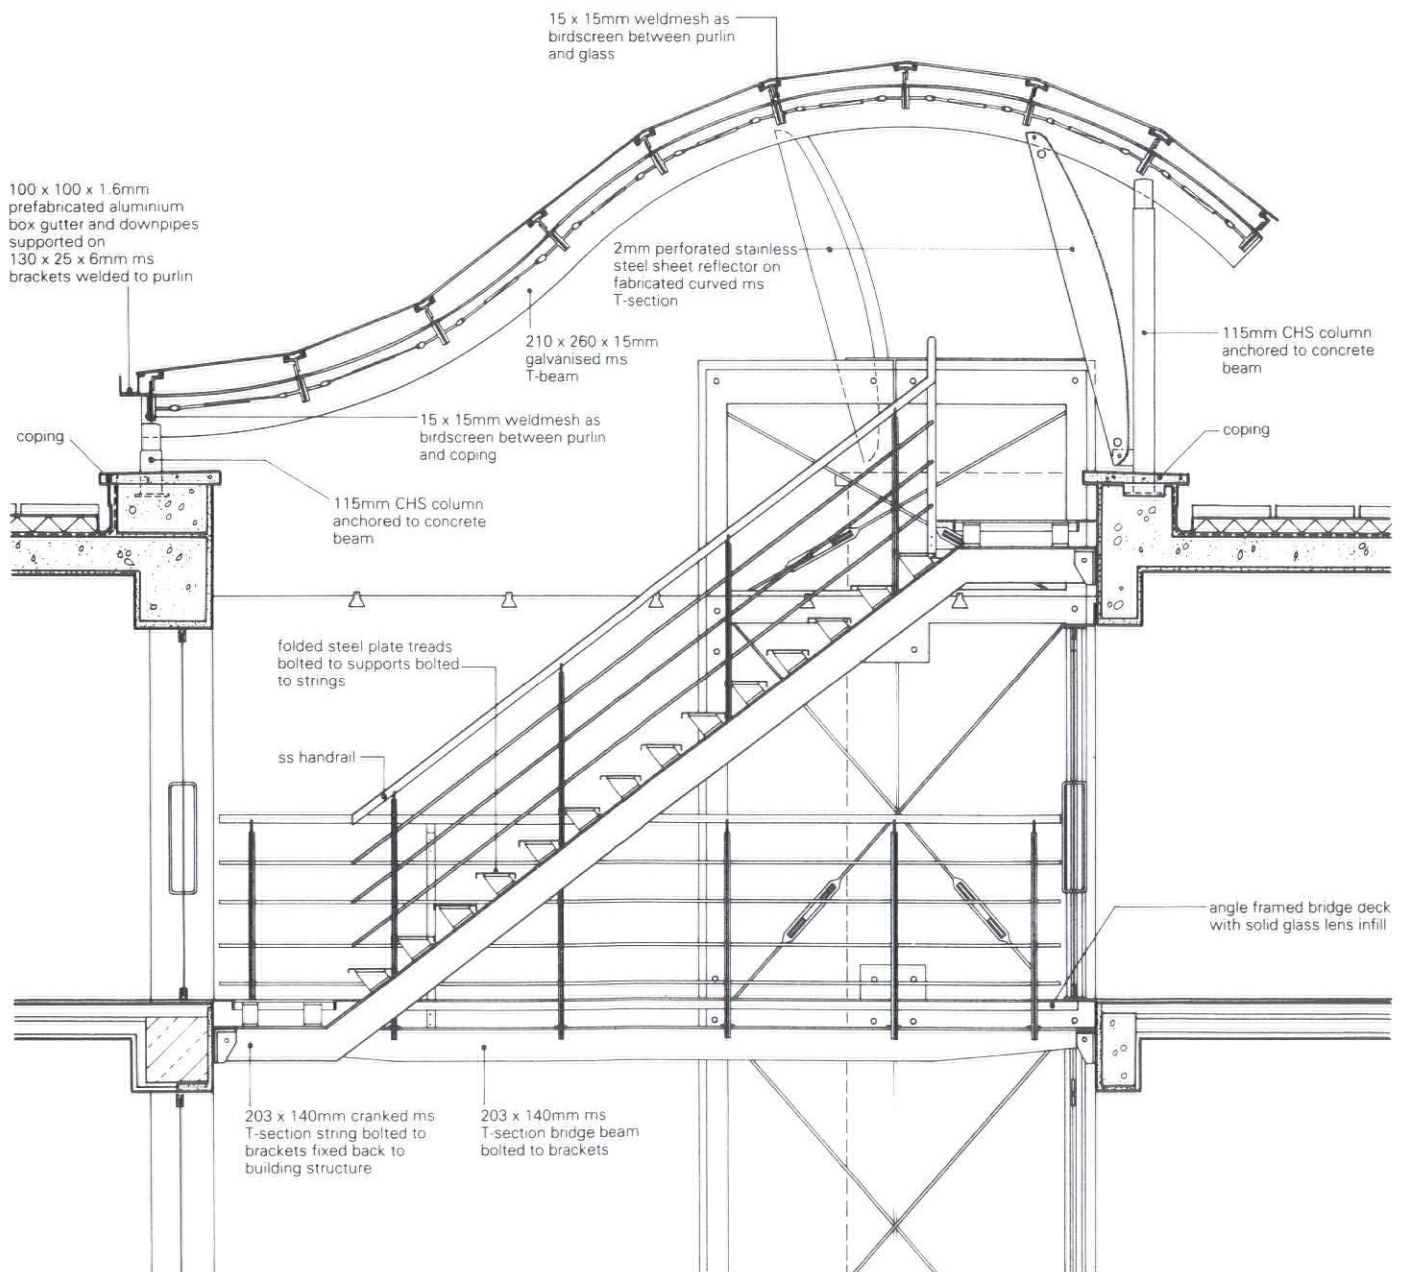 15 x 15mm weldmesh as
birdscreen between purlin
and glass
100 x 100 x 1.6mm
prefabricated aluminium
box gutter and downpipes
supported on
130 x 25 x 6mm ms
brackets welded to purlin
2mm perforated stainless
steel sheet reflector on
fabricated curved ms
T-section
210 x 260 x 15mm
galvanised ms
T-beam
115mm CHS column
anchored to concrete
beam
15 x 15mm weldmesh as
birdscreen between purlin
and coping
coping
coping
115mm CHS column
anchored to concrete
beam
folded steel plate treads
bolted to supports bolted
to strings
ss handrail
angle framed bridge deck
with solid glass lens infill
203 x 140mm cranked ms
T-section string bolted to
brackets fixed back to
building structure
203 x 140mm ms
T-section bridge beam
bolted to brackets